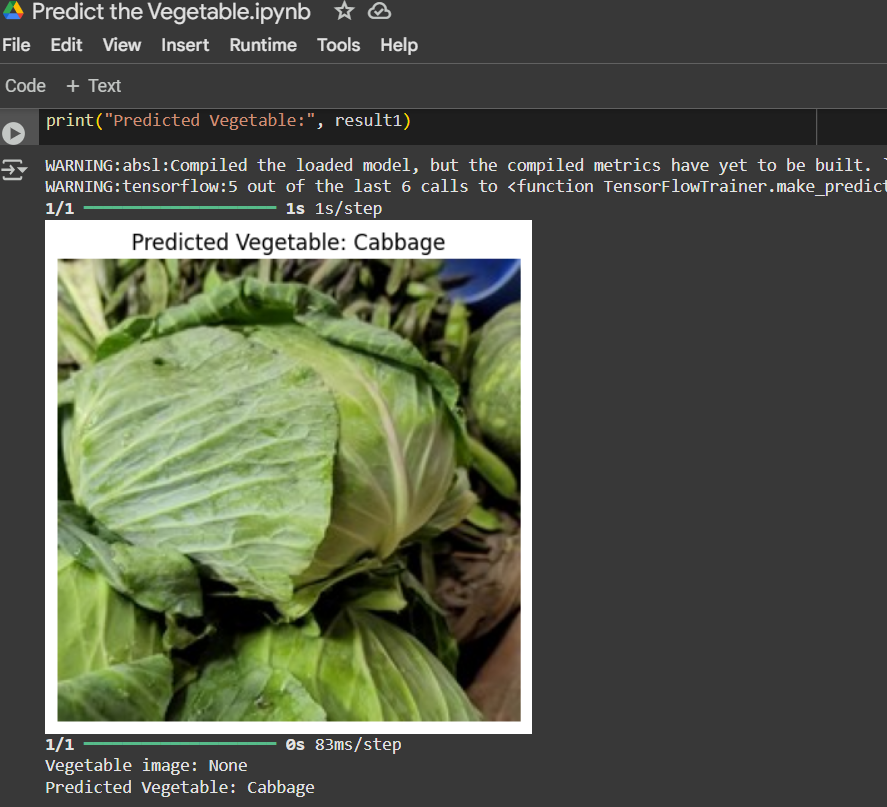 Predict the Vegetable.ipynb
File Edit View Insert Runtime Tools Help
Code + Text
print("Predicted Vegetable:", result1)
WARNING:absl:Compiled the loaded model, but the compiled metrics have yet to be built. `
WARNING:tensorflow:5 out of the last 6 calls to <function TensorFlowTrainer.make_predict
1/1 ━━━━━━━━━━━━━━━━━━━━ 1s 1s/step
Predicted Vegetable: Cabbage
1/1 ━━━━━━━━━━━━━━━━━━━━ 0s 83ms/step
Vegetable image: None
Predicted Vegetable: Cabbage